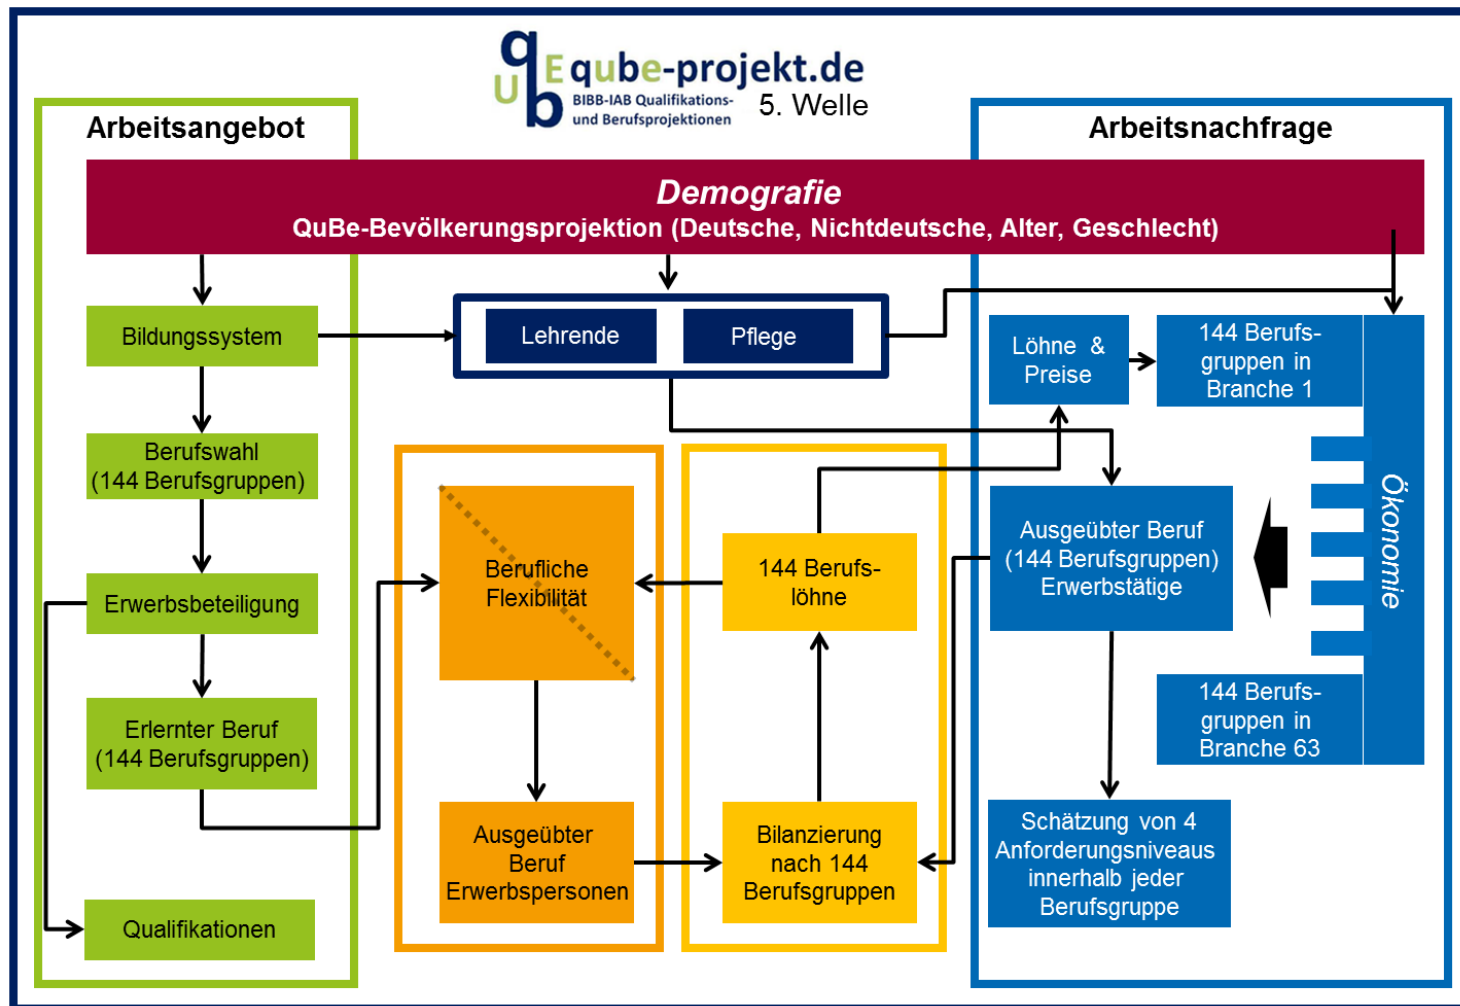 qube-projekt.de
BIBB-IAB Qualifikations-
und Berufsprojektionen
5. Welle
Arbeitsangebot
Arbeitsnachfrage
Demografie
QuBe-Bevölkerungsprojektion (Deutsche, Nichtdeutsche, Alter, Geschlecht)
Bildungssystem
Lehrende
Pflege
Löhne &
Preise
144 Berufs-
gruppen in
Branche 1
Berufswahl
(144 Berufsgruppen)
Berufliche
Flexibilität
144 Berufs-
löhne
Ausgeübter Beruf
(144 Berufsgruppen)
Erwerbstätige
Ökonomie
Erwerbsbeteiligung
Erlernter Beruf
(144 Berufsgruppen)
144 Berufs-
gruppen in
Branche 63
Ausgeübter
Beruf
Erwerbspersonen
Bilanzierung
nach 144
Berufsgruppen
Schätzung von 4
Anforderungsniveaus
innerhalb jeder
Berufsgruppe
Qualifikationen
qUEb